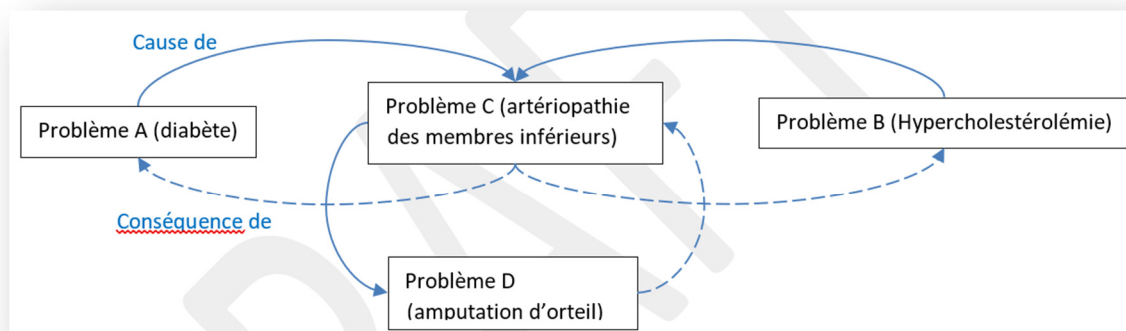 Cause de
Problème A (diabète)
Problème C (artériopathie
des membres inférieurs)
Problème B (Hypercholestérolémie)
Conséquence de
Problème D
(amputation d'orteil)